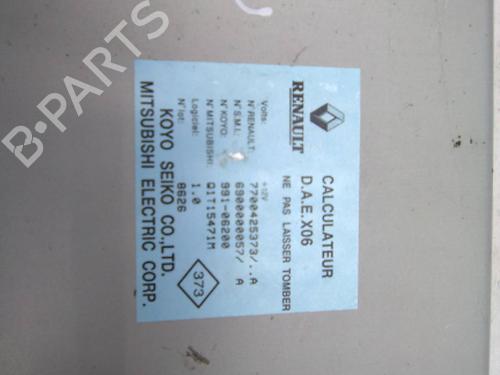 RENAULT
CALCULATEUR
D.A.E.X06
NE PAS LAISSER TOMBER
Volts: +12V
N°RENAULT: 7700425373/..A
N°S.M.I.: 6900000057/ A
N°KOYO: 991-06200
N°MITSUBISHI: Q1T15471M
Logiciel: 1.0
N°lot: 8626
373
KOYO SEIKO CO.,LTD.
MITSUBISHI ELECTRIC CORP.
B-PARTS